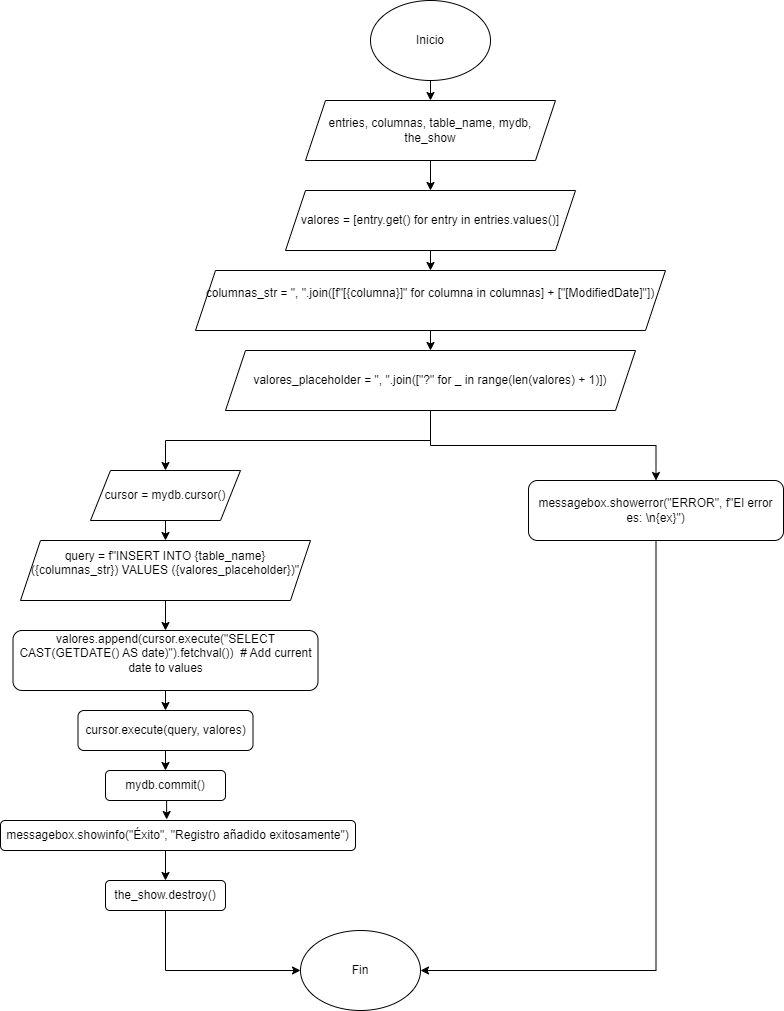 Inicio
entries, columnas, table_name, mydb,
the_show
valores = [entry.get() for entry in entries.values()]
columnas_str = ", ".join([f"[{columna}]" for columna in columnas] + ["[ModifiedDate]"])
valores_placeholder = ", ".join(["?" for _ in range(len(valores) + 1)])
cursor = mydb.cursor()
messagebox.showerror("ERROR", f"El error
es: \n{ex}")
query = f"INSERT INTO {table_name}
({columnas_str}) VALUES ({valores_placeholder})"
valores.append(cursor.execute("SELECT
CAST(GETDATE() AS date)").fetchval())  # Add current
date to values
cursor.execute(query, valores)
mydb.commit()
messagebox.showinfo("Éxito", "Registro añadido exitosamente")
the_show.destroy()
Fin